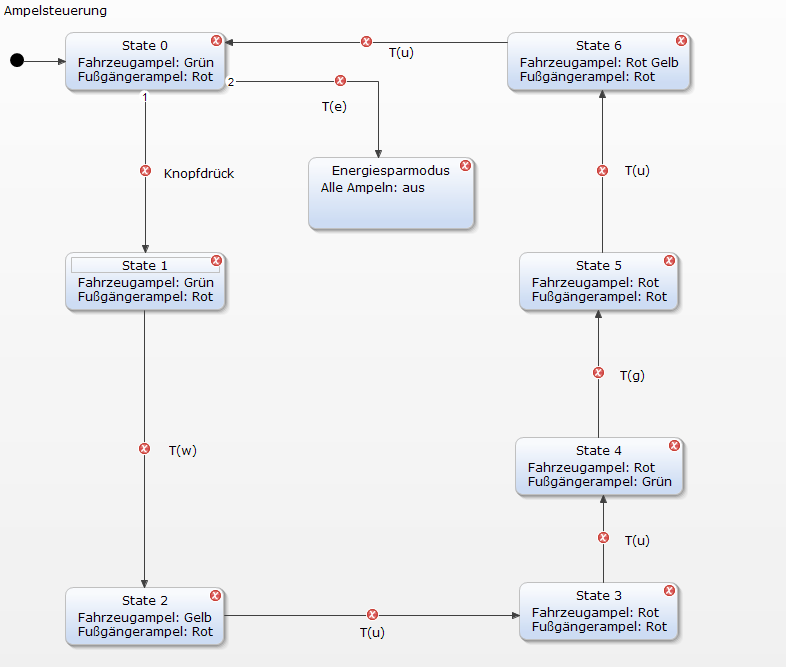 Ampelsteuerung
State 0
Fahrzeugampel: Grün
Fußgängerampel: Rot
T(u)
State 6
Fahrzeugampel: Rot Gelb
Fußgängerampel: Rot
1
2
T(e)
Knopfdrück
Energiesparmodus
Alle Ampeln: aus
T(u)
State 1
Fahrzeugampel: Grün
Fußgängerampel: Rot
State 5
Fahrzeugampel: Rot
Fußgängerampel: Rot
T(g)
T(w)
State 4
Fahrzeugampel: Rot
Fußgängerampel: Grün
T(u)
State 2
Fahrzeugampel: Gelb
Fußgängerampel: Rot
T(u)
State 3
Fahrzeugampel: Rot
Fußgängerampel: Rot